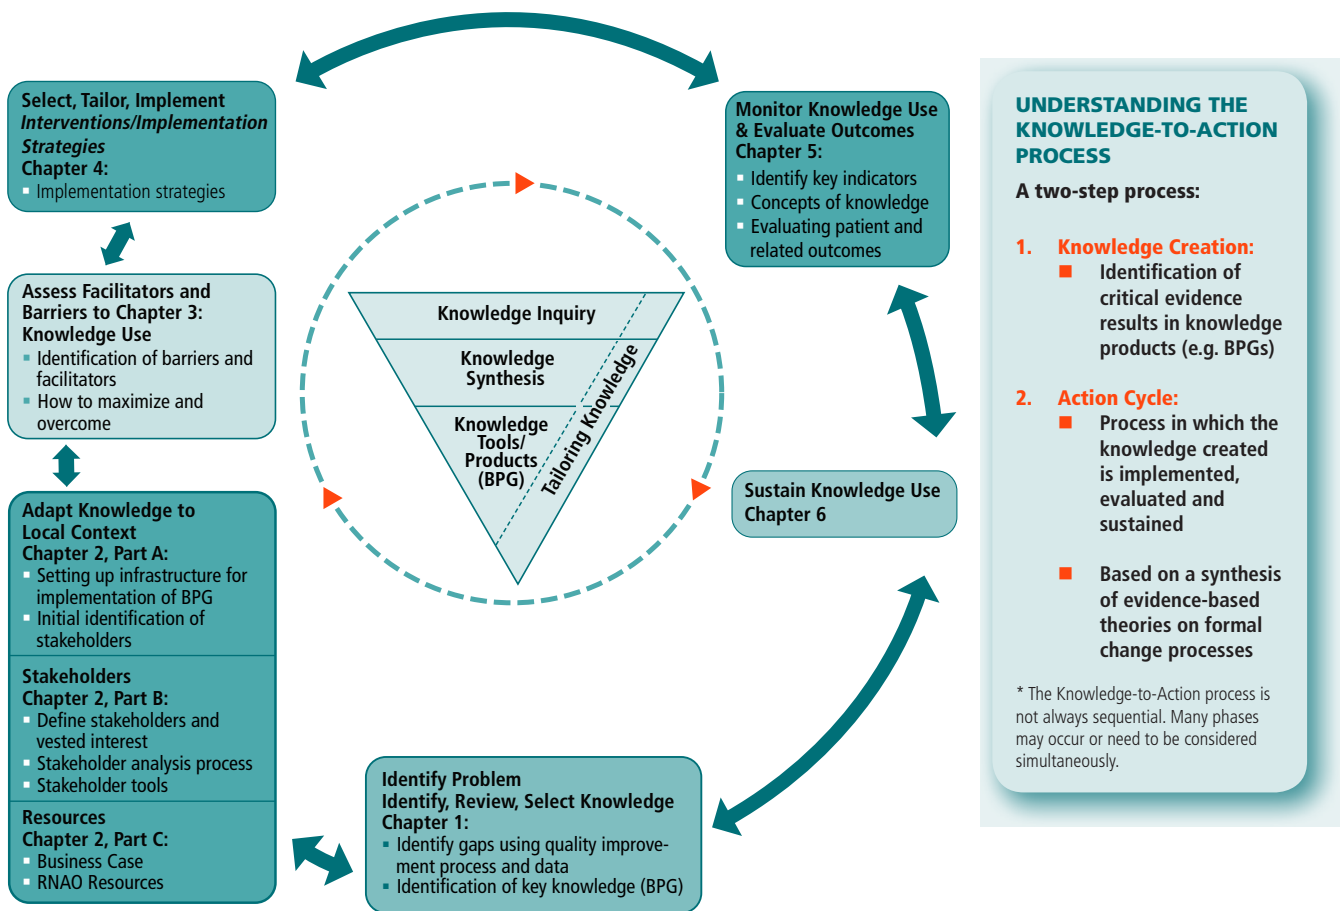 Select, Tailor, Implement
Interventions/Implementation
Strategies
Chapter 4:
▪ Implementation strategies
Assess Facilitators and
Barriers to Chapter 3:
Knowledge Use
▪ Identification of barriers and
facilitators
▪ How to maximize and
overcome
Adapt Knowledge to
Local Context
Chapter 2, Part A:
▪ Setting up infrastructure for
implementation of BPG
▪ Initial identification of
stakeholders
Stakeholders
Chapter 2, Part B:
▪ Define stakeholders and
vested interest
▪ Stakeholder analysis process
▪ Stakeholder tools
Resources
Chapter 2, Part C:
▪ Business Case
▪ RNAO Resources
Knowledge Inquiry
Knowledge
Synthesis
Knowledge
Tools/
Products
(BPG)
Tailoring Knowledge
Identify Problem
Identify, Review, Select Knowledge
Chapter 1:
▪ Identify gaps using quality improve-
ment process and data
▪ Identification of key knowledge (BPG)
Monitor Knowledge Use
& Evaluate Outcomes
Chapter 5:
▪ Identify key indicators
▪ Concepts of knowledge
▪ Evaluating patient and
related outcomes
Sustain Knowledge Use
Chapter 6
UNDERSTANDING THE
KNOWLEDGE-TO-ACTION
PROCESS
A two-step process:
1. Knowledge Creation:
■ Identification of
critical evidence
results in knowledge
products (e.g. BPGs)
2. Action Cycle:
■ Process in which the
knowledge created
is implemented,
evaluated and
sustained
■ Based on a synthesis
of evidence-based
theories on formal
change processes
* The Knowledge-to-Action process is
not always sequential. Many phases
may occur or need to be considered
simultaneously.